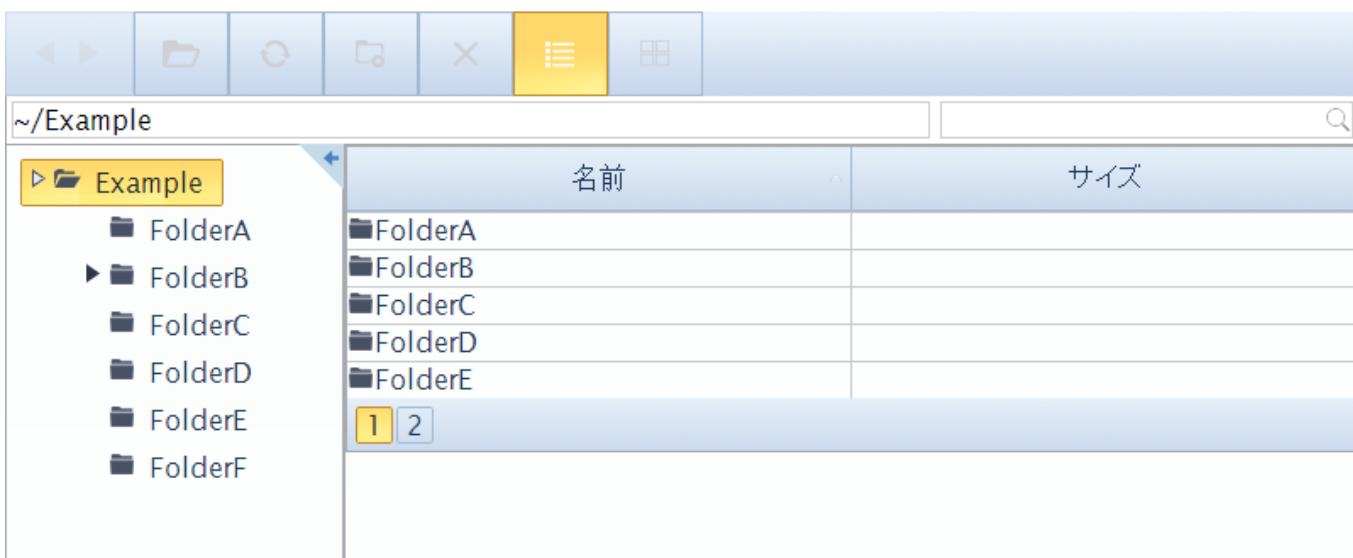 ~/Example
Example
FolderA
FolderB
FolderC
FolderD
FolderE
FolderF
名前 サイズ
FolderA
FolderB
FolderC
FolderD
FolderE
1 2